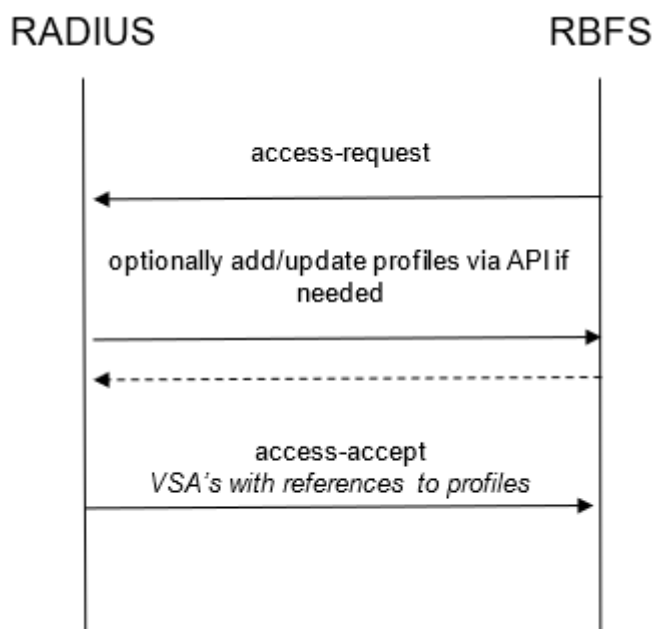 RADIUS RBFS
access-request
optionally add/update profiles via API if
needed
access-accept
VSA's with references to profiles